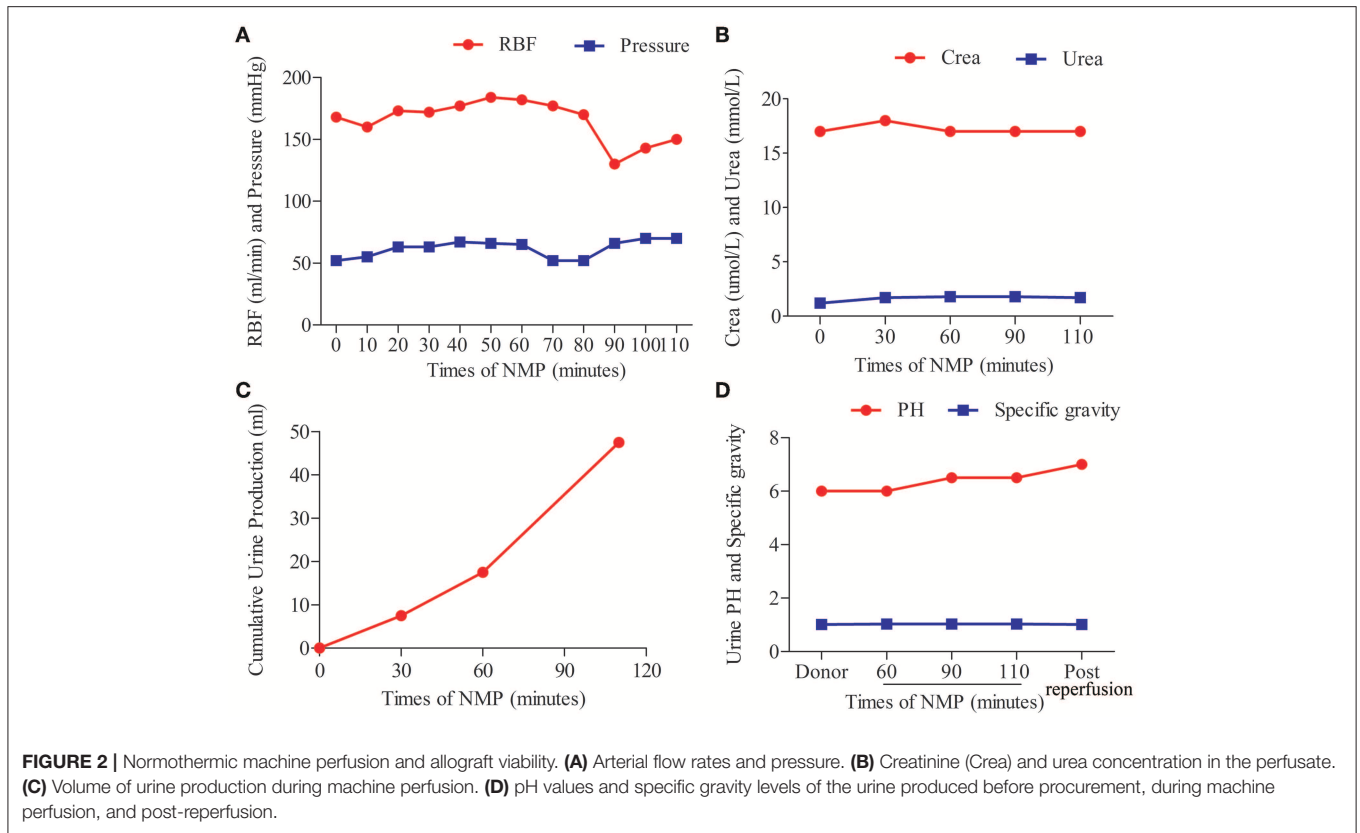 A
RBF Pressure
RBF (ml/min) and Pressure (mmHg)
200
150
100
50
0
0 10 20 30 40 50 60 70 80 90 100 110
Times of NMP (minutes)
B
Crea Urea
Crea (umol/L) and Urea (mmol/L)
20
15
10
5
0
0 30 60 90 110
Times of NMP (minutes)
C
Cumulative Urine Production (ml)
50
40
30
20
10
0
0 30 60 90 120
Times of NMP (minutes)
D
PH Specific gravity
Urine PH and Specific gravity
8
6
4
2
0
Donor 60 90 110 Post
reperfusion
Times of NMP (minutes)
FIGURE 2 | Normothermic machine perfusion and allograft viability. (A) Arterial flow rates and pressure. (B) Creatinine (Crea) and urea concentration in the perfusate.
(C) Volume of urine production during machine perfusion. (D) pH values and specific gravity levels of the urine produced before procurement, during machine
perfusion, and post-reperfusion.